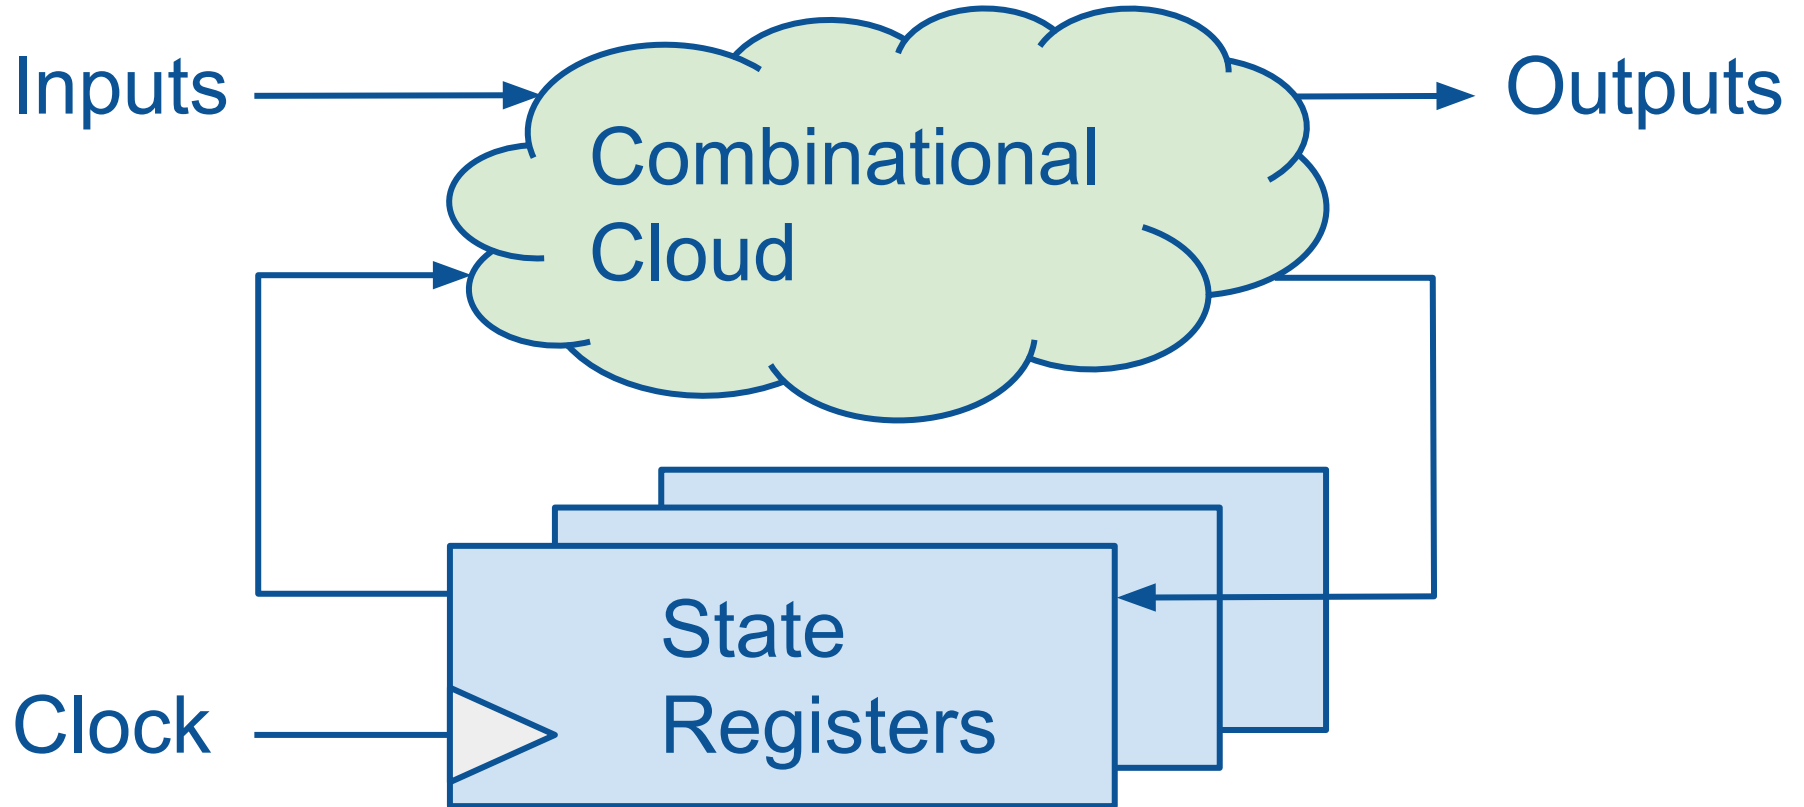 Inputs
Outputs
Combinational
Cloud
State
Registers
Clock